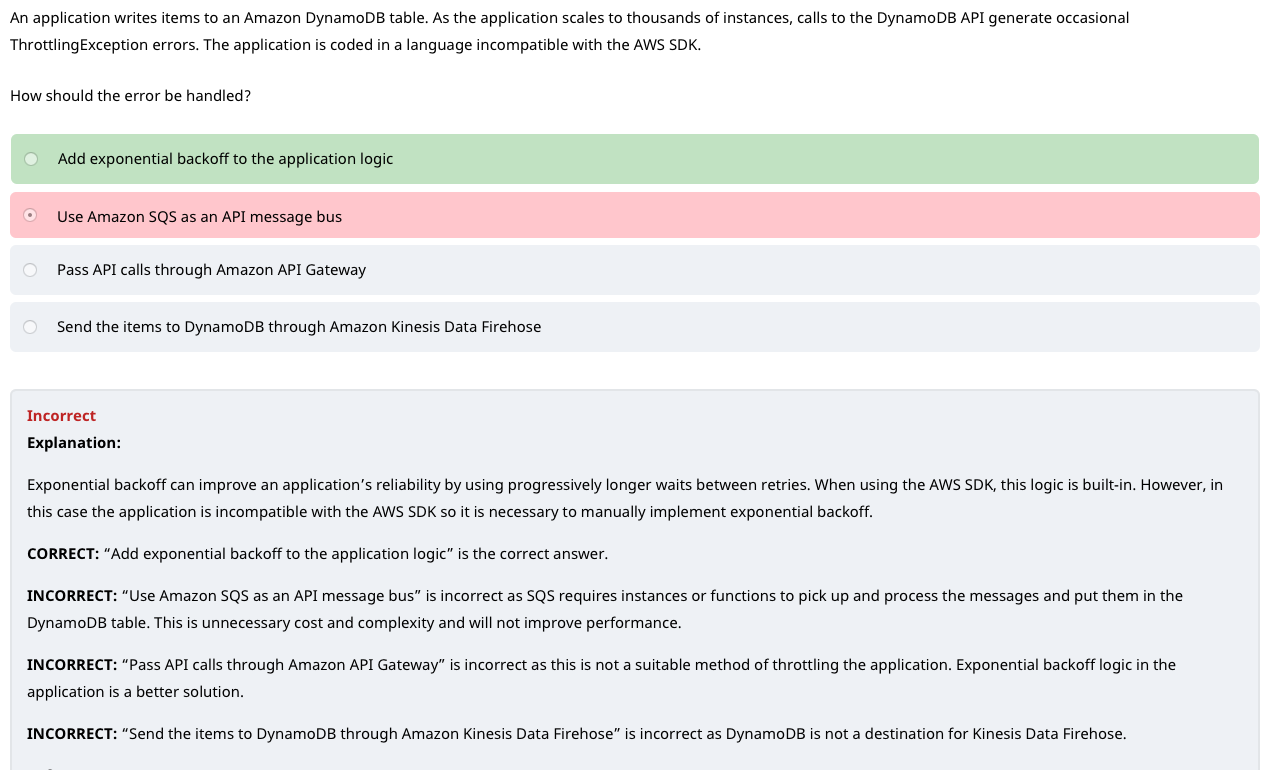 An application writes items to an Amazon DynamoDB table. As the application scales to thousands of instances, calls to the DynamoDB API generate occasional
ThrottlingException errors. The application is coded in a language incompatible with the AWS SDK.
How should the error be handled?
Add exponential backoff to the application logic
Use Amazon SQS as an API message bus
Pass API calls through Amazon API Gateway
Send the items to DynamoDB through Amazon Kinesis Data Firehose
Incorrect
Explanation:
Exponential backoff can improve an application’s reliability by using progressively longer waits between retries. When using the AWS SDK, this logic is built-in. However, in
this case the application is incompatible with the AWS SDK so it is necessary to manually implement exponential backoff.
CORRECT: “Add exponential backoff to the application logic” is the correct answer.
INCORRECT: “Use Amazon SQS as an API message bus” is incorrect as SQS requires instances or functions to pick up and process the messages and put them in the
DynamoDB table. This is unnecessary cost and complexity and will not improve performance.
INCORRECT: “Pass API calls through Amazon API Gateway” is incorrect as this is not a suitable method of throttling the application. Exponential backoff logic in the
application is a better solution.
INCORRECT: “Send the items to DynamoDB through Amazon Kinesis Data Firehose” is incorrect as DynamoDB is not a destination for Kinesis Data Firehose.